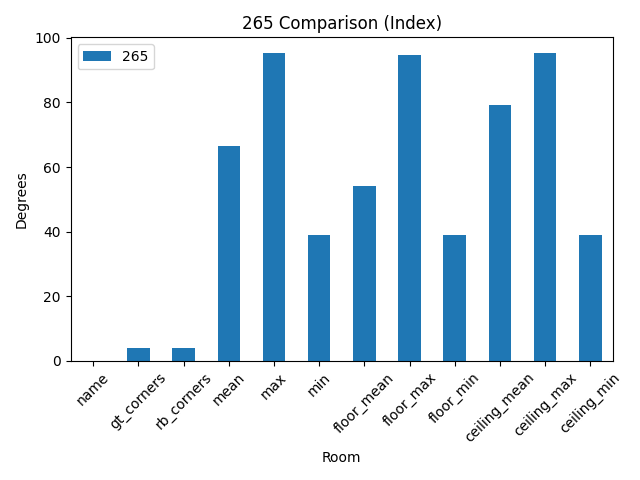 265 Comparison (Index)
265
Degrees
100
80
60
40
20
0
name
gt_corners
rb_corners
mean
max
min
floor_mean
floor_max
floor_min
ceiling_mean
ceiling_max
ceiling_min
Room